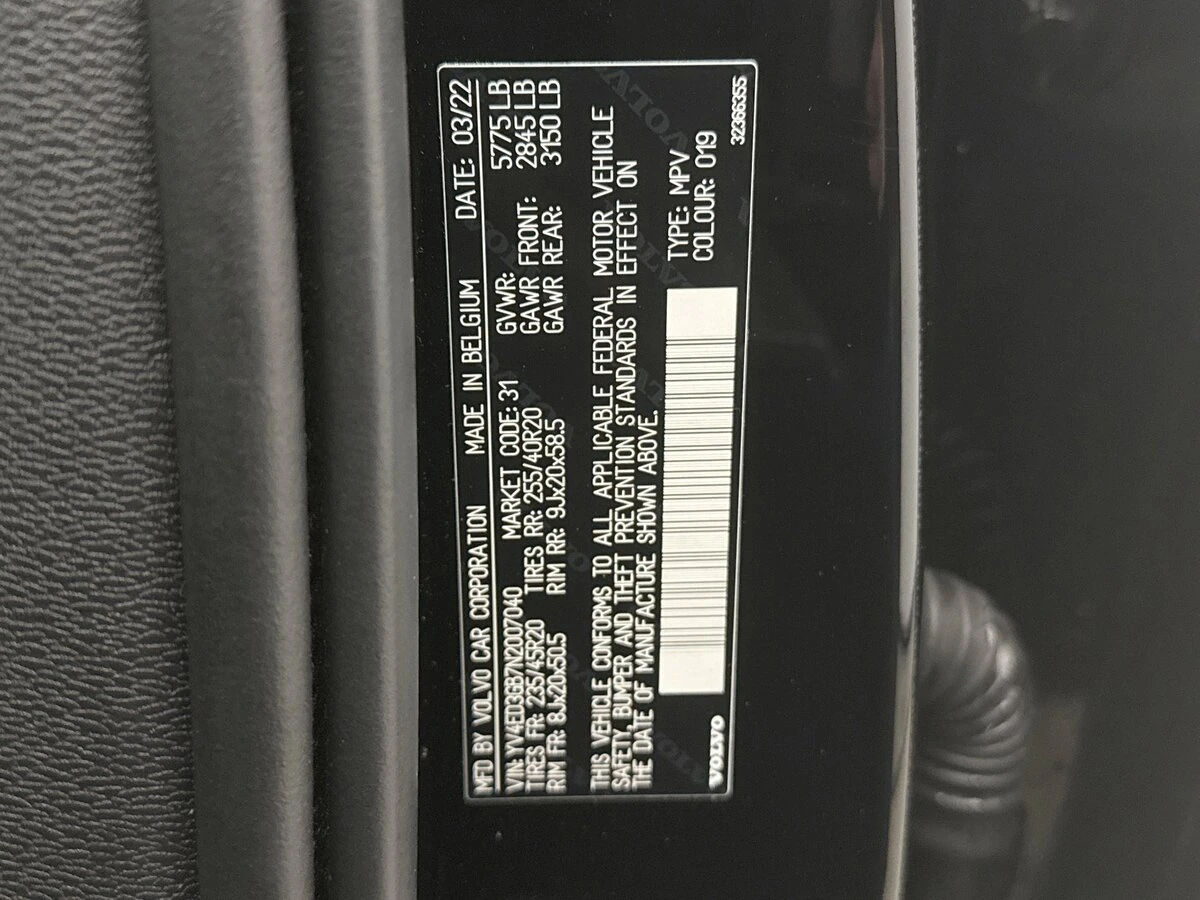 MFD BY VOLVO CAR CORPORATION MADE IN BELGIUM DATE: 03/22
VIN: YV4ED3GB7N2007040 MARKET CODE: 31 GVWR: 5775 LB
TIRES FR: 235/45R20 TIRES RR: 255/40R20 GAWR FRONT: 2845 LB
RIM FR: 8Jx20x50.5 RIM RR: 9Jx20x58.5 GAWR REAR: 3150 LB
THIS VEHICLE CONFORMS TO ALL APPLICABLE FEDERAL MOTOR VEHICLE
SAFETY, BUMPER AND THEFT PREVENTION STANDARDS IN EFFECT ON
THE DATE OF MANUFACTURE SHOWN ABOVE.
TYPE: MPV
COLOUR: 019
VOLVO
32366355